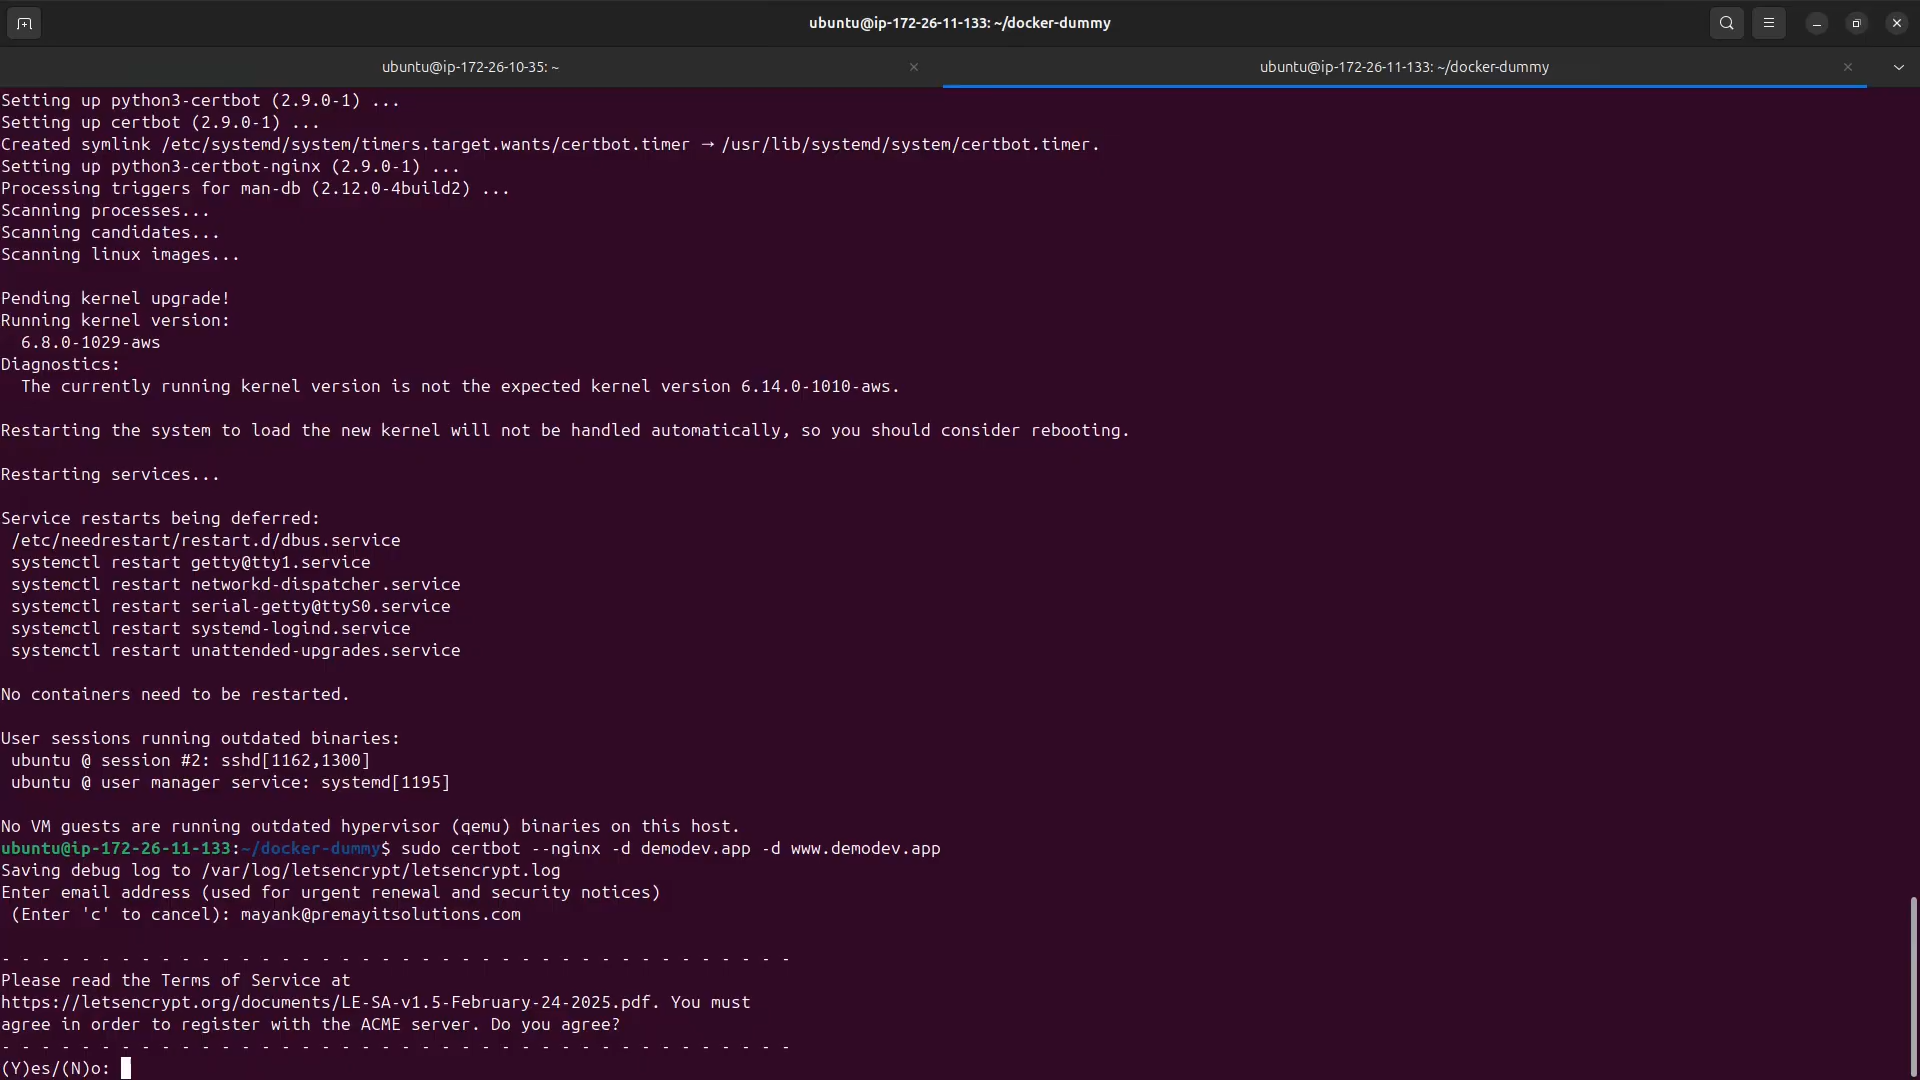 ubuntu@ip-172-26-11-133: ~/docker-dummy
ubuntu@ip-172-26-10-35: ~
ubuntu@ip-172-26-11-133: ~/docker-dummy
Setting up python3-certbot (2.9.0-1) ...
Setting up certbot (2.9.0-1) ...
Created symlink /etc/systemd/system/timers.target.wants/certbot.timer → /usr/lib/systemd/system/certbot.timer.
Setting up python3-certbot-nginx (2.9.0-1) ...
Processing triggers for man-db (2.12.0-4build2) ...
Scanning processes...
Scanning candidates...
Scanning linux images...
Pending kernel upgrade!
Running kernel version:
  6.8.0-1029-aws
Diagnostics:
  The currently running kernel version is not the expected kernel version 6.14.0-1010-aws.
Restarting the system to load the new kernel will not be handled automatically, so you should consider rebooting.
Restarting services...
Service restarts being deferred:
 /etc/needrestart/restart.d/dbus.service
 systemctl restart getty@tty1.service
 systemctl restart networkd-dispatcher.service
 systemctl restart serial-getty@ttyS0.service
 systemctl restart systemd-logind.service
 systemctl restart unattended-upgrades.service
No containers need to be restarted.
User sessions running outdated binaries:
 ubuntu @ session #2: sshd[1162,1300]
 ubuntu @ user manager service: systemd[1195]
No VM guests are running outdated hypervisor (qemu) binaries on this host.
ubuntu@ip-172-26-11-133:~/docker-dummy$ sudo certbot --nginx -d demodev.app -d www.demodev.app
Saving debug log to /var/log/letsencrypt/letsencrypt.log
Enter email address (used for urgent renewal and security notices)
 (Enter 'c' to cancel): mayank@premayitsolutions.com
- - - - - - - - - - - - - - - - - - - - - - - - - - - - - - - - - - - - - - - -
Please read the Terms of Service at
https://letsencrypt.org/documents/LE-SA-v1.5-February-24-2025.pdf. You must
agree in order to register with the ACME server. Do you agree?
- - - - - - - - - - - - - - - - - - - - - - - - - - - - - - - - - - - - - - - -
(Y)es/(N)o: